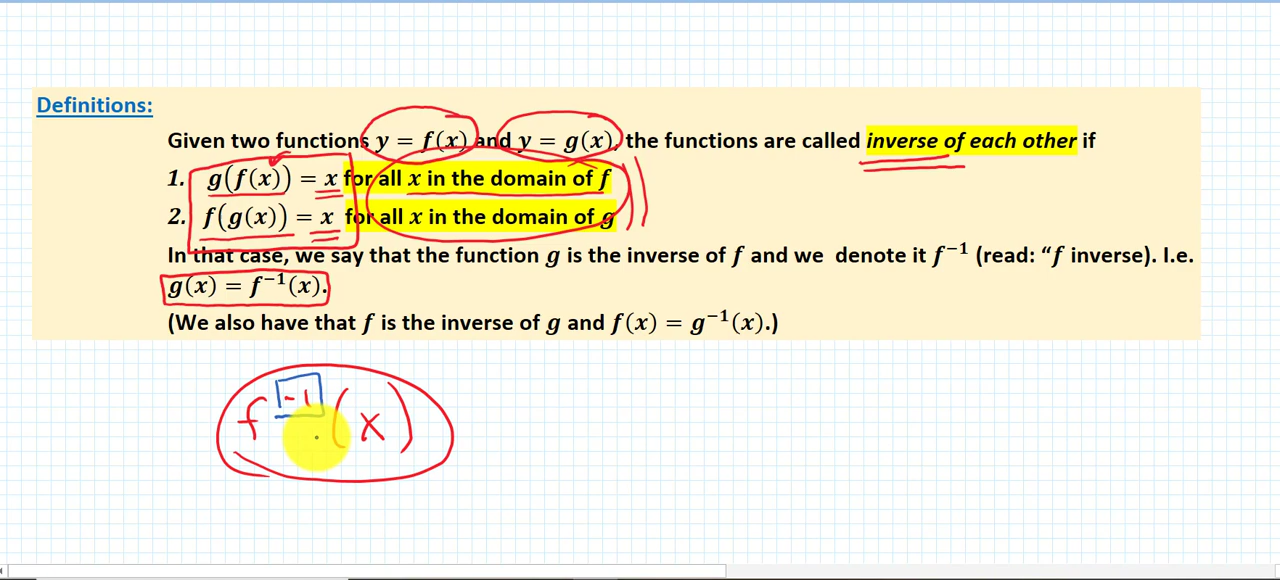 Definitions:
Given two functions y = f(x) and y = g(x), the functions are called inverse of each other if
1. g(f(x)) = x for all x in the domain of f
2. f(g(x)) = x for all x in the domain of g
In that case, we say that the function g is the inverse of f and we denote it f⁻¹ (read: “f inverse). I.e.
g(x) = f⁻¹(x).
(We also have that f is the inverse of g and f(x) = g⁻¹(x).)
f⁻¹(x)